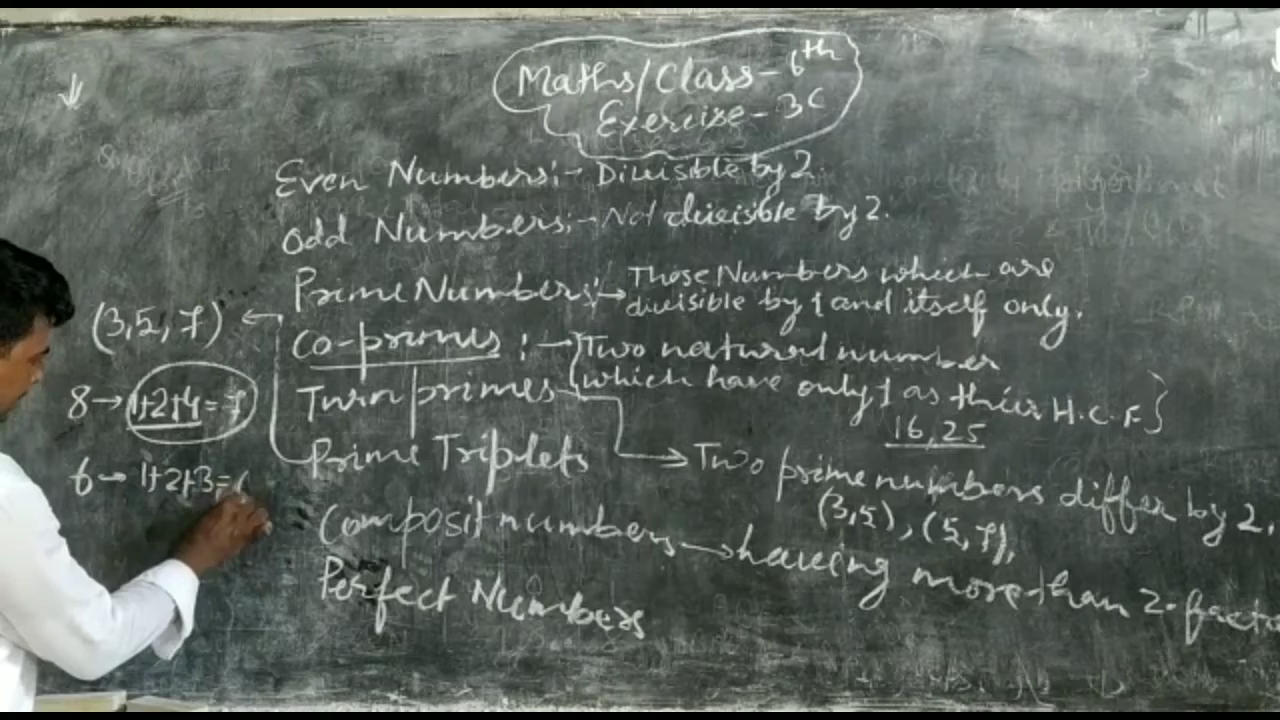 Maths/Class-6th
Exercise-3C
Even Numbers:- Divisible by 2
Odd Numbers:- Not divisible by 2.
Prime Numbers:→ Those Numbers which are
divisible by 1 and itself only.
(3,5,7)
Co-primes :→ {Two natural number
which have only 1 as their H.C.F}
16,25
8→ 1+2+4=7
Twin primes
Prime Triplets
→ Two prime numbers differ by 2.
(3,5), (5,7),
6→ 1+2+3=
Composit numbers → having more than 2-facto
Perfect Numbers